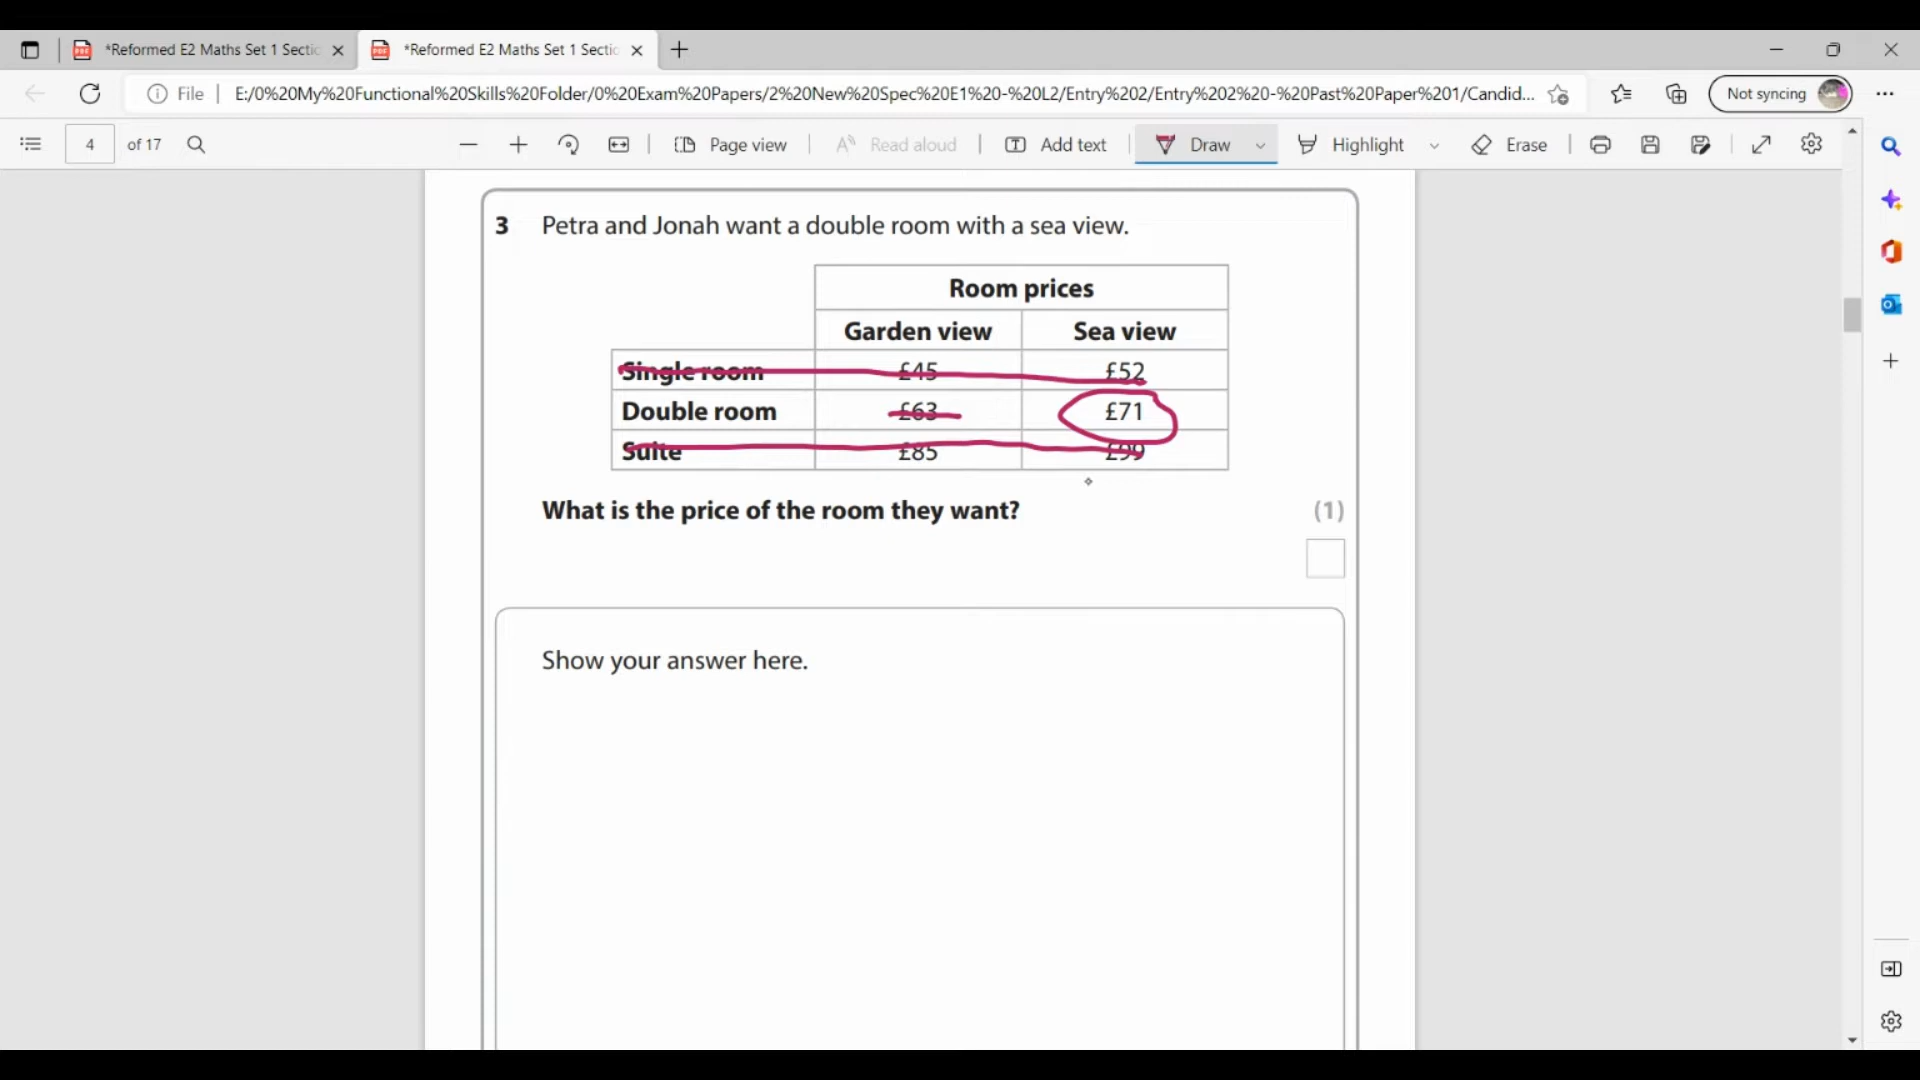 *Reformed E2 Maths Set 1 Sectio
*Reformed E2 Maths Set 1 Sectio
File
E:/0%20My%20Functional%20Skills%20Folder/0%20Exam%20Papers/2%20New%20Spec%20E1%20-%20L2/Entry%202/Entry%202%20-%20Past%20Paper%201/Candid...
Not syncing
4 of 17
Page view
Read aloud
Add text
Draw
Highlight
Erase
3 Petra and Jonah want a double room with a sea view.
Room prices
Garden view Sea view
Single room £45 £52
Double room £63 £71
Suite £85 £99
What is the price of the room they want? (1)
Show your answer here.